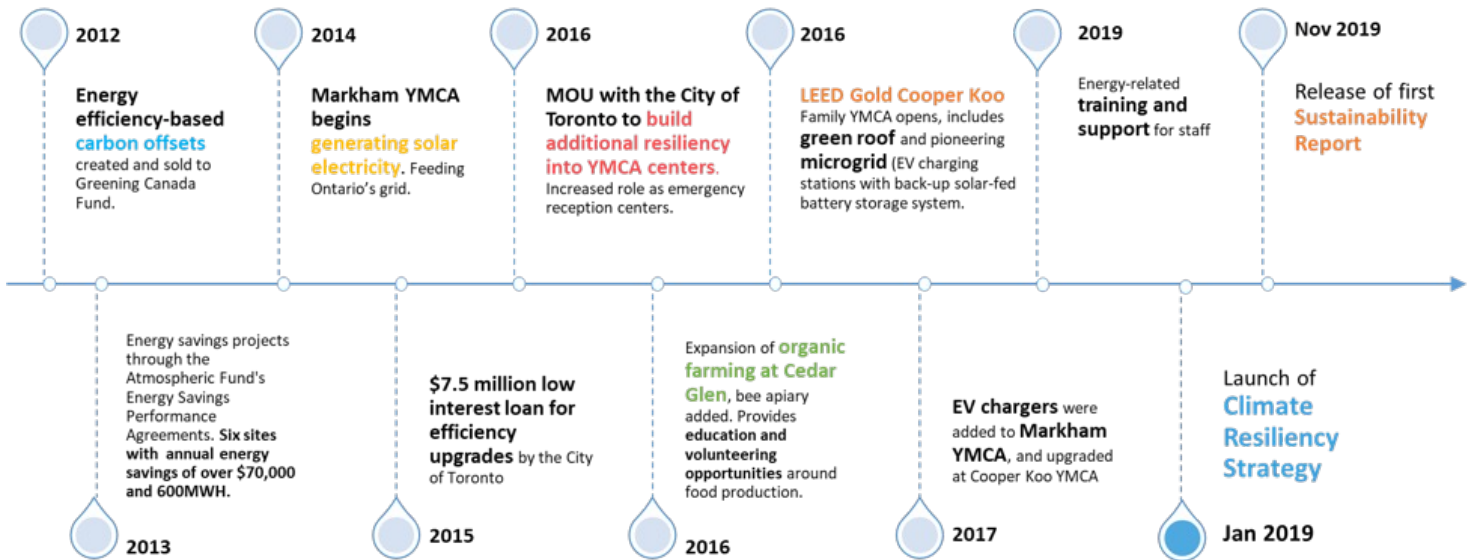 2012
Energy
efficiency-based
carbon offsets
created and sold to
Greening Canada
Fund.
2014
Markham YMCA
begins
generating solar
electricity. Feeding
Ontario's grid.
2016
MOU with the City of
Toronto to build
additional resiliency
into YMCA centers.
Increased role as emergency
reception centers.
2016
LEED Gold Cooper Koo
Family YMCA opens, includes
green roof and pioneering
microgrid (EV charging
stations with back-up solar-fed
battery storage system.
2019
Energy-related
training and
support for staff
Nov 2019
Release of first
Sustainability
Report
Energy savings projects
through the
Atmospheric Fund's
Energy Savings
Performance
Agreements. Six sites
with annual energy
savings of over $70,000
and 600MWH.
2013
$7.5 million low
interest loan for
efficiency
upgrades by the City
of Toronto
2015
Expansion of organic
farming at Cedar
Glen, bee apiary
added. Provides
education and
volunteering
opportunities around
food production.
2016
EV chargers were
added to Markham
YMCA, and upgraded
at Cooper Koo YMCA
2017
Launch of
Climate
Resiliency
Strategy
Jan 2019